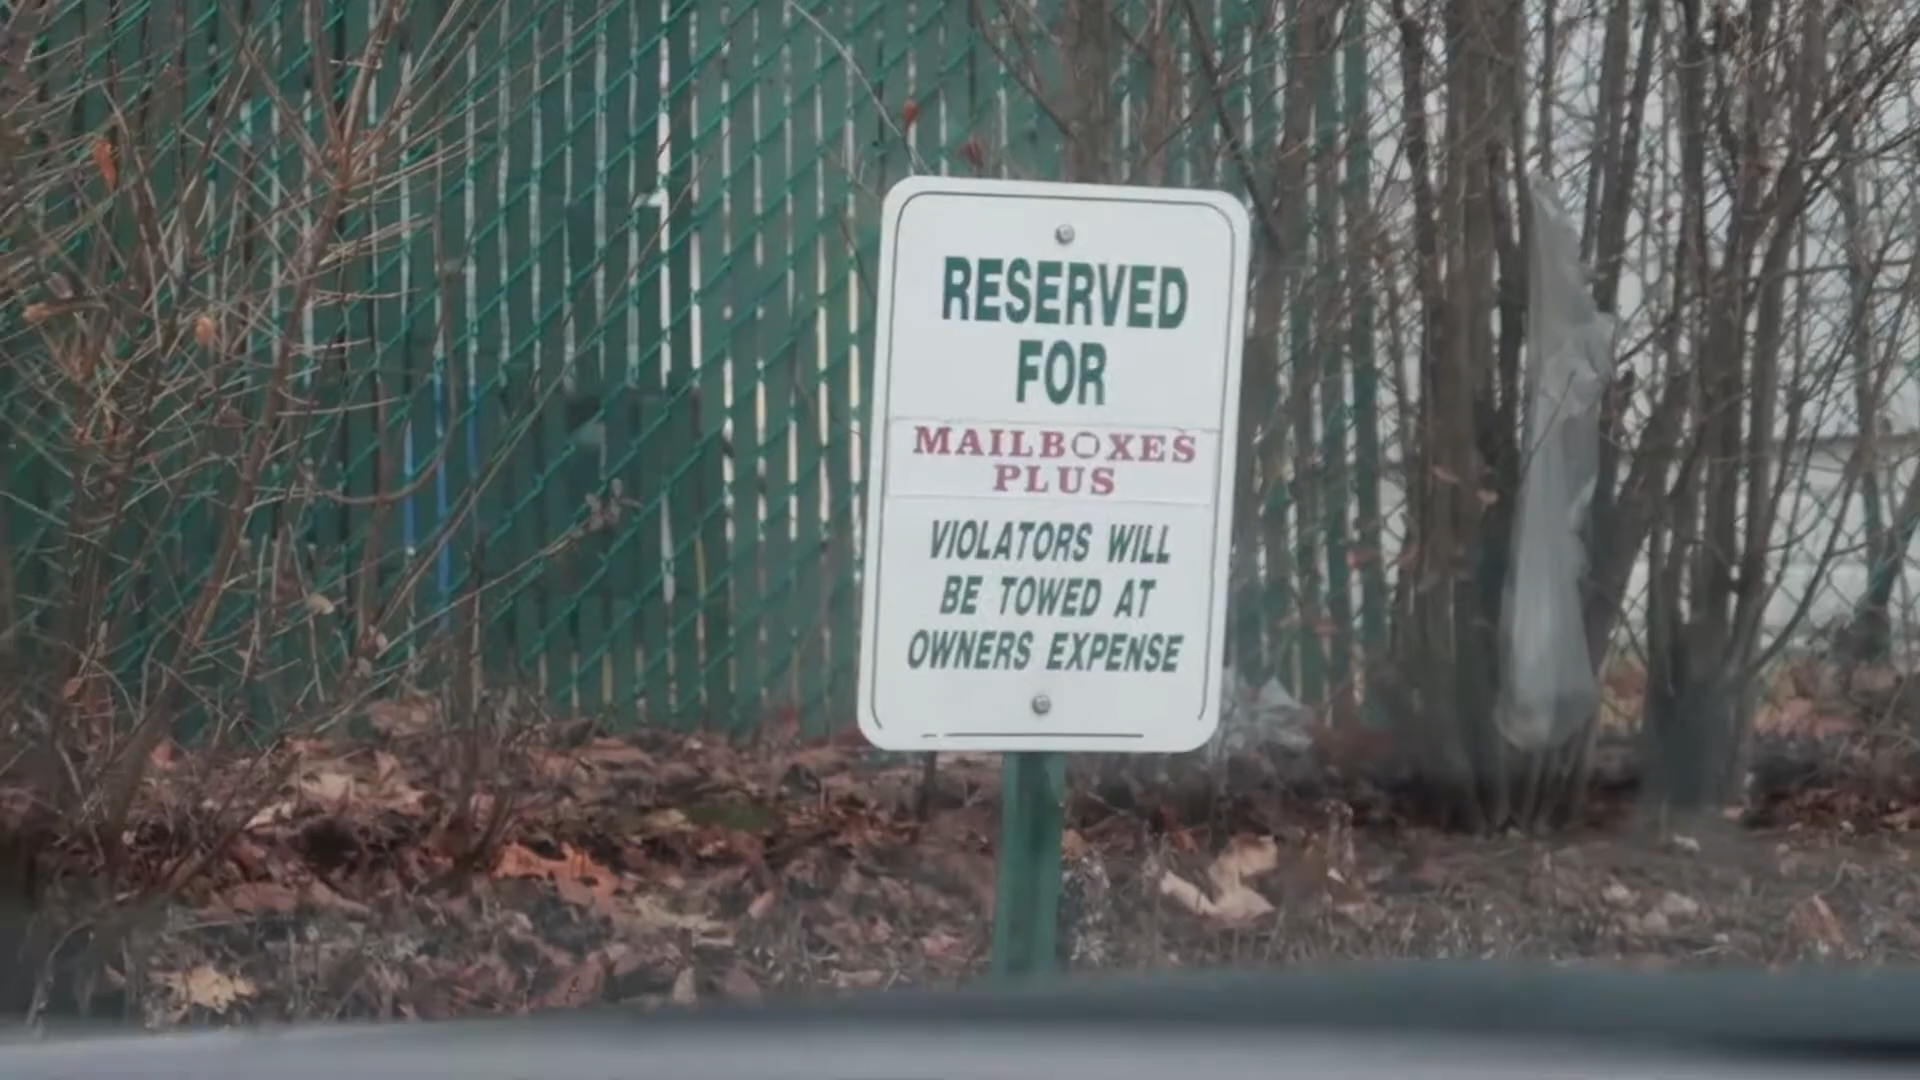 RESERVED
FOR
MAILBOXES
PLUS
VIOLATORS WILL
BE TOWED AT
OWNERS EXPENSE